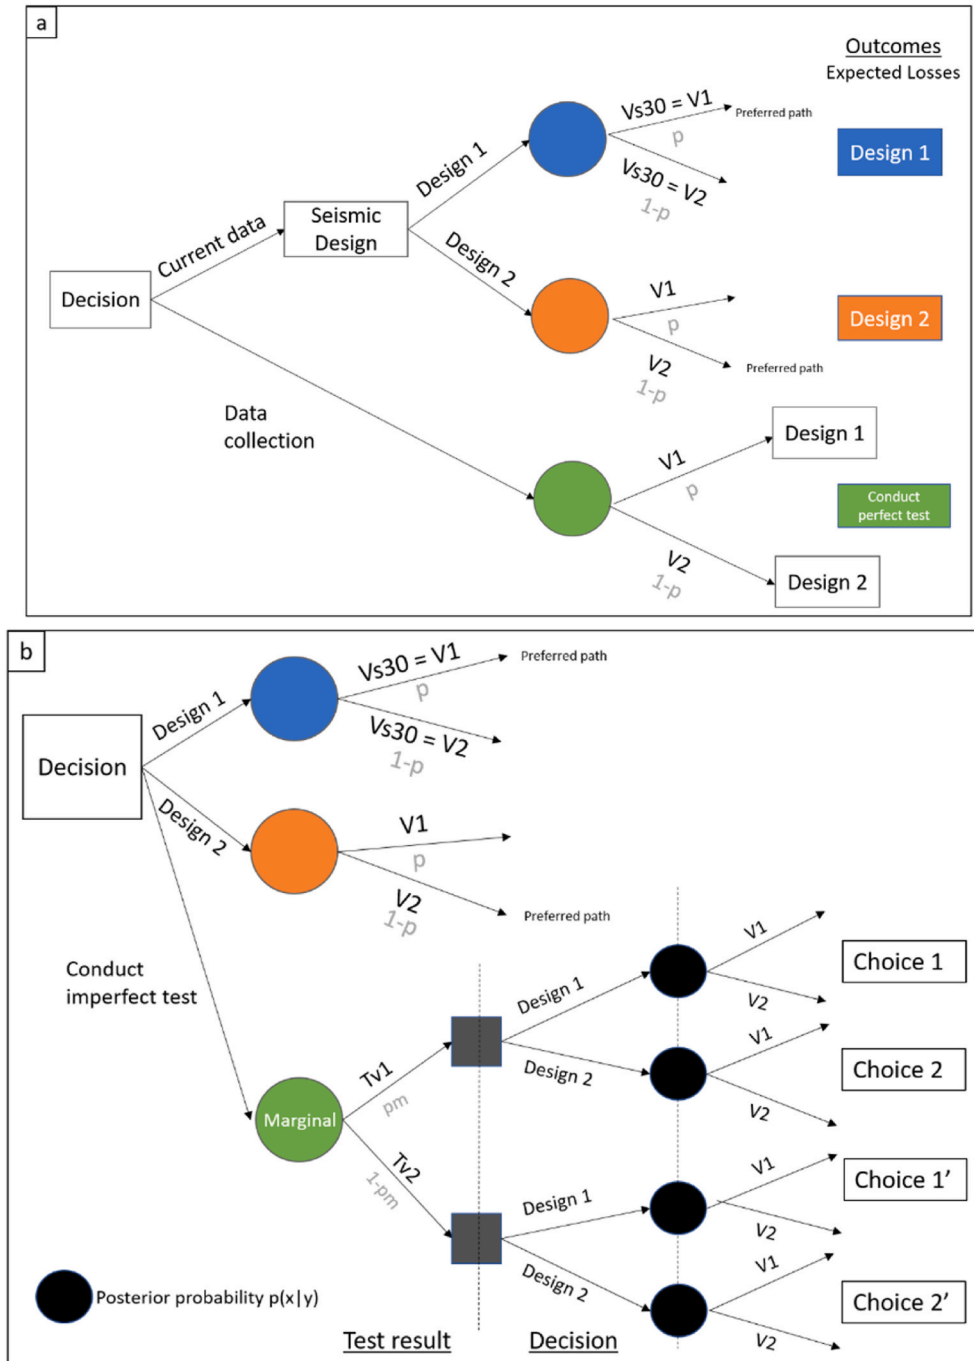 a
Outcomes
Expected Losses
Vs30 = V1
Preferred path
p
Design 1
Design 1
Vs30 = V2
1-p
Seismic
Design
Current data
Design 2
Decision
V1
p
Design 2
V2
Preferred path
1-p
Data
collection
Design 1
V1
p
Conduct
perfect test
V2
1-p
Design 2
b
Vs30 = V1
Preferred path
p
Design 1
Vs30 = V2
1-p
Decision
Design 2
V1
p
V2
1-p
Preferred path
Conduct
imperfect test
V1
Choice 1
Design 1
V2
V1
Design 2
Choice 2
V2
Tv1
pm
Marginal
Tv2
1-pm
V1
Choice 1’
Design 1
V2
V1
Design 2
Choice 2’
V2
Posterior probability p(x|y)
Test result
Decision